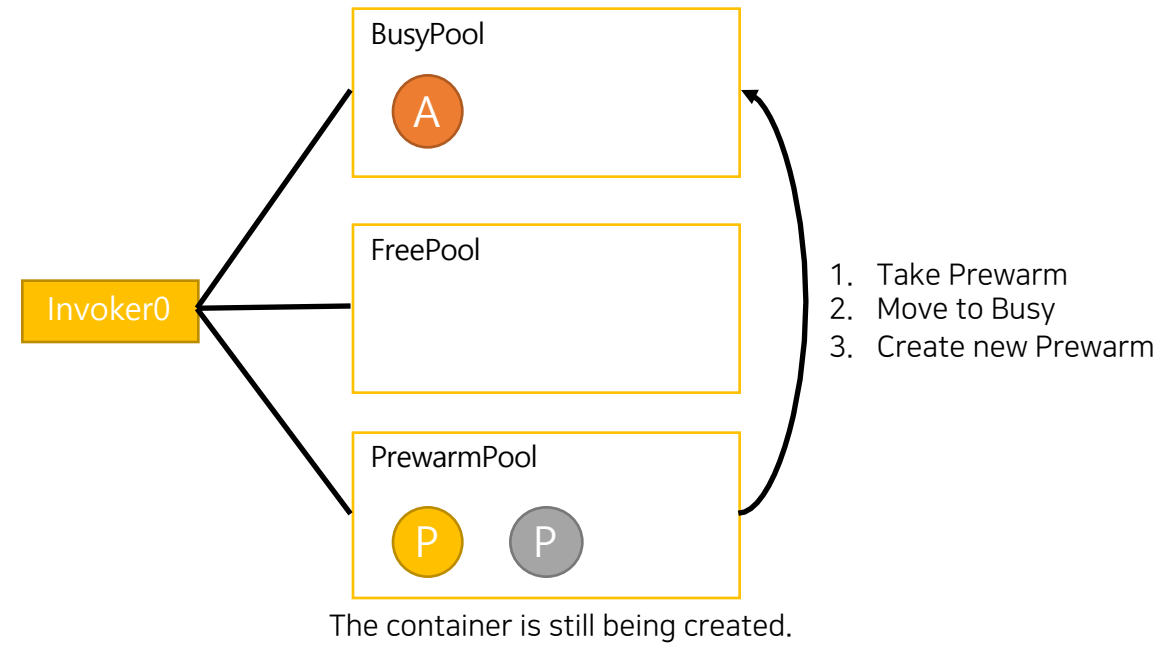 BusyPool
A
FreePool
Invoker0
1. Take Prewarm
2. Move to Busy
3. Create new Prewarm
PrewarmPool
P P
The container is still being created.